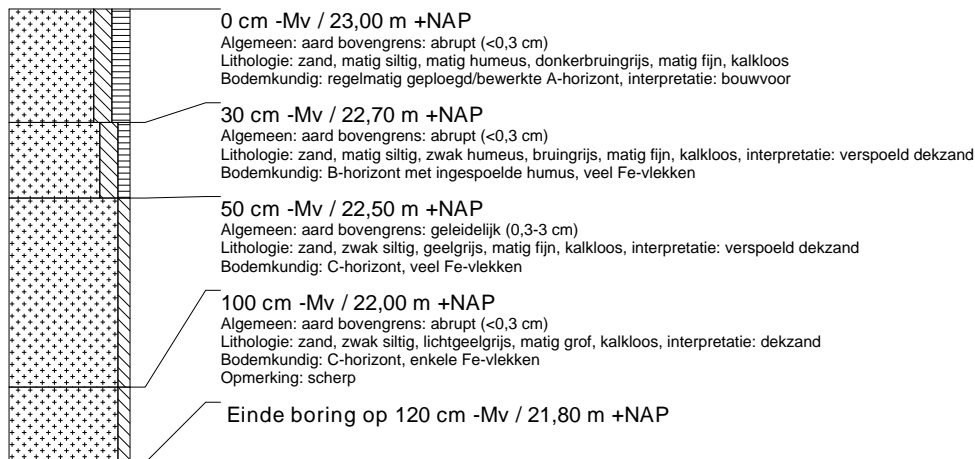 0 cm -Mv / 23,00 m +NAP
Algemeen: aard bovengrens: abrupt (<0,3 cm)
Lithologie: zand, matig siltig, matig humeus, donkerbruingrijs, matig fijn, kalkloos
Bodemkundig: regelmatig geploegd/bewerkte A-horizont, interpretatie: bouwvoor
30 cm -Mv / 22,70 m +NAP
Algemeen: aard bovengrens: abrupt (<0,3 cm)
Lithologie: zand, matig siltig, zwak humeus, bruingrijs, matig fijn, kalkloos, interpretatie: verspoeld dekzand
Bodemkundig: B-horizont met ingespoelde humus, veel Fe-vlekken
50 cm -Mv / 22,50 m +NAP
Algemeen: aard bovengrens: geleidelijk (0,3-3 cm)
Lithologie: zand, zwak siltig, geelgrijs, matig fijn, kalkloos, interpretatie: verspoeld dekzand
Bodemkundig: C-horizont, veel Fe-vlekken
100 cm -Mv / 22,00 m +NAP
Algemeen: aard bovengrens: abrupt (<0,3 cm)
Lithologie: zand, zwak siltig, lichtgeelgrijs, matig grof, kalkloos, interpretatie: dekzand
Bodemkundig: C-horizont, enkele Fe-vlekken
Opmerking: scherp
Einde boring op 120 cm -Mv / 21,80 m +NAP